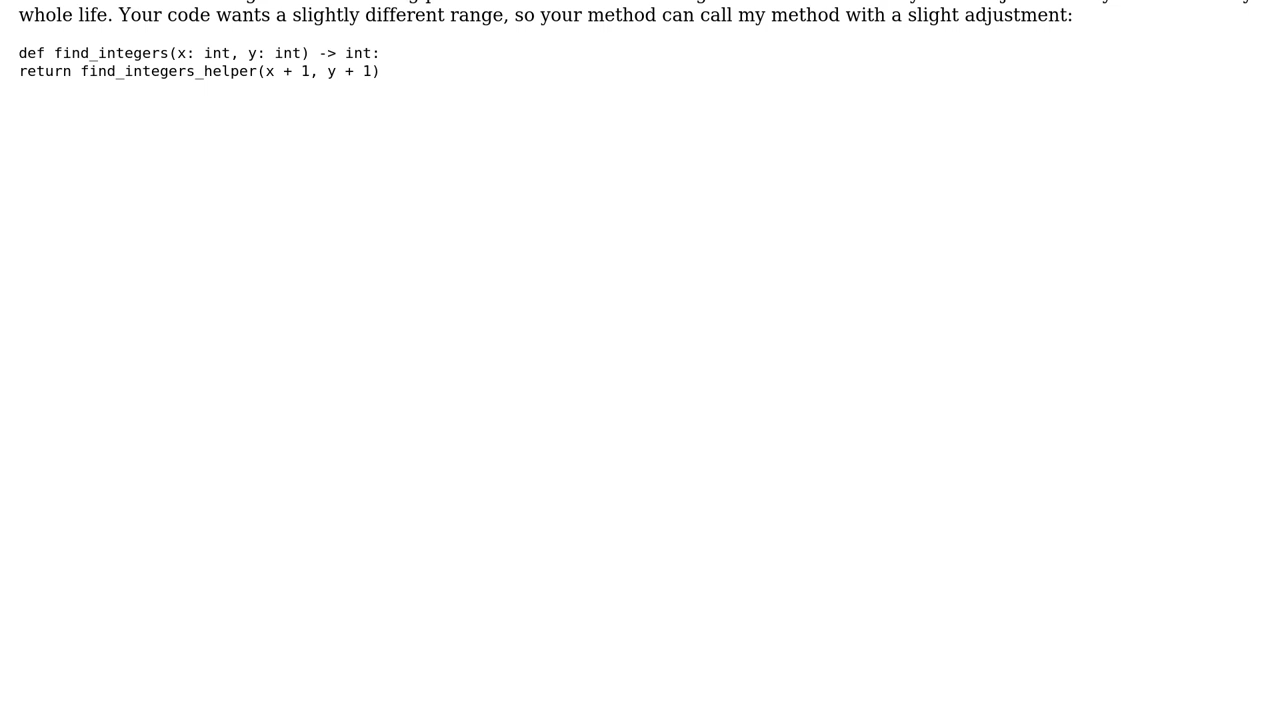 whole life. Your code wants a slightly different range, so your method can call my method with a slight adjustment:
def find_integers(x: int, y: int) -> int:
return find_integers_helper(x + 1, y + 1)